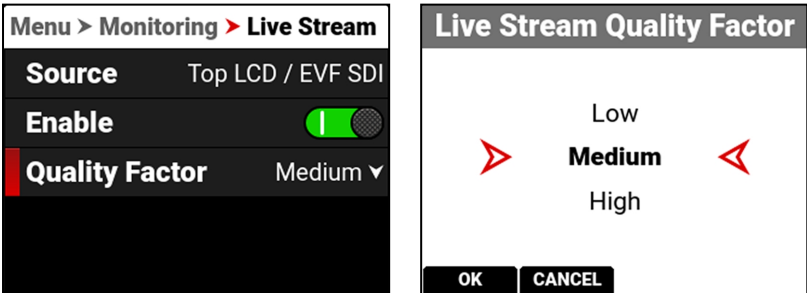 Menu > Monitoring > Live Stream
Source Top LCD / EVF SDI
Enable
Quality Factor Medium
Live Stream Quality Factor
Low
Medium
High
OK CANCEL